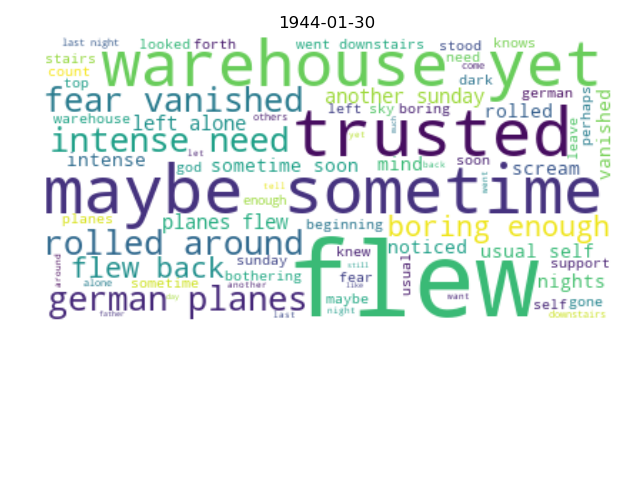 1944-01-30
last night looked forth went downstairs stood knows
stairs warehouse yet need come
count top dark
fear vanished another sunday german
warehouse left alone others left sky boring rolled perhaps vanished
intense need trusted yet much leave
intense let god sometime soon mind back soon scream
maybe sometime went
tell enough
planes planes flew beginning boring enough
rolled around knew noticed usual self
flew back sunday bothering still fear usual support
around alone sometime another like flew nights
german planes day maybe want self gone
father last night downstairs